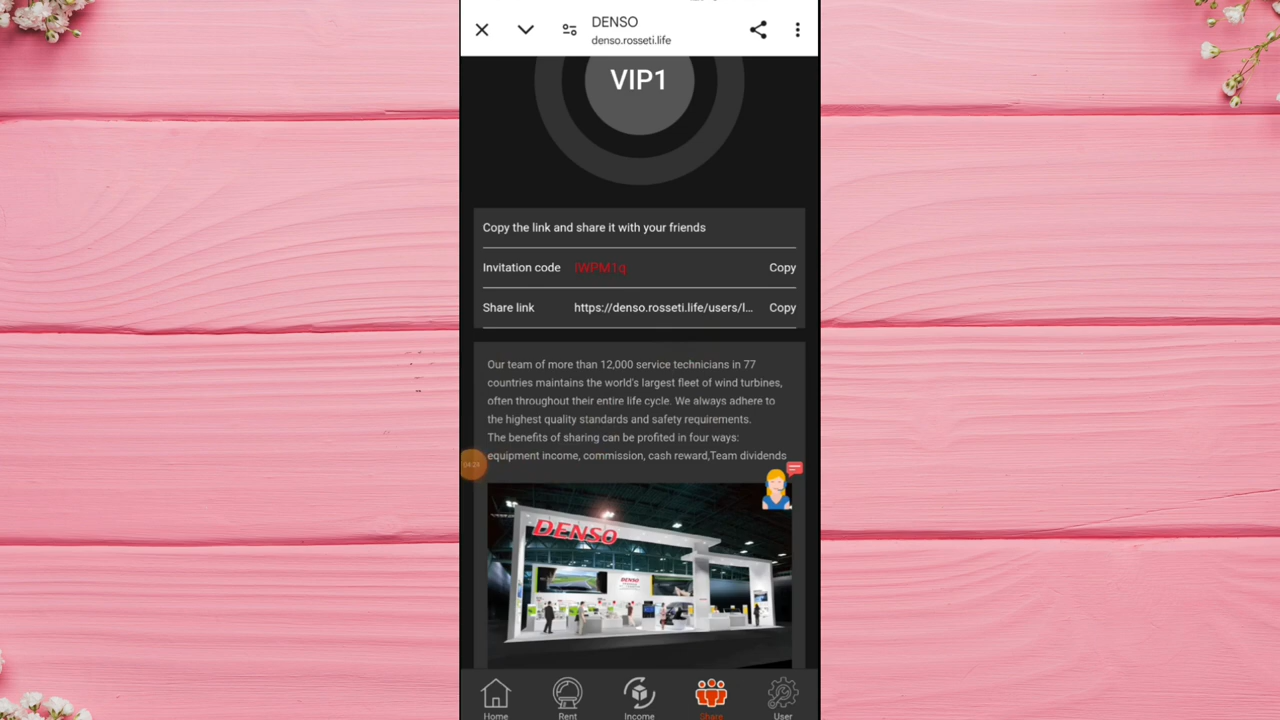 DENSO
denso.rosseti.life
VIP1
Copy the link and share it with your friends
Invitation code IWPM1q Copy
Share link https://denso.rosseti.life/users/l... Copy
Our team of more than 12,000 service technicians in 77
countries maintains the world's largest fleet of wind turbines,
often throughout their entire life cycle. We always adhere to
the highest quality standards and safety requirements.
The benefits of sharing can be profited in four ways:
equipment income, commission, cash reward,Team dividends
DENSO
DENSO
Home Rent Income Share User